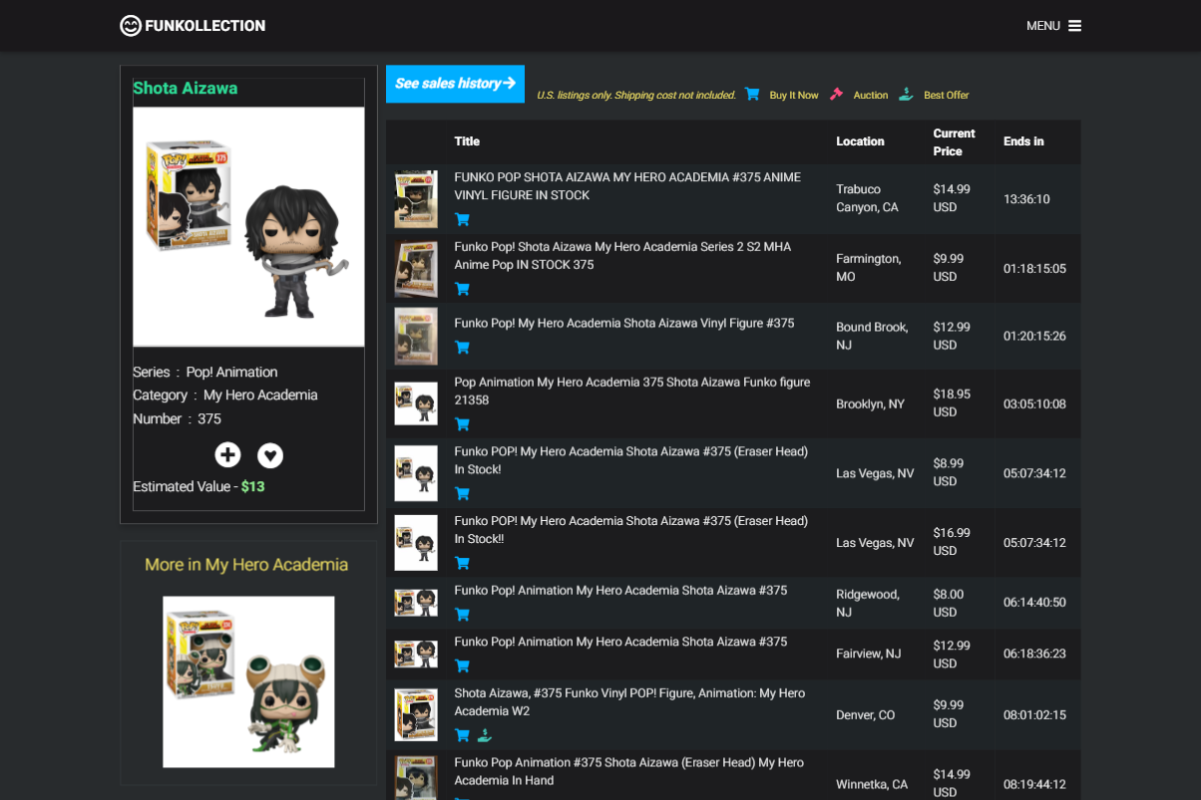 FUNKOLLECTION
MENU
Shota Aizawa
Series : Pop! Animation
Category : My Hero Academia
Number : 375
Estimated Value - $13
More in My Hero Academia
See sales history
U.S. listings only. Shipping cost not included.
Buy It Now
Auction
Best Offer
Title
Location
Current
Price
Ends in
FUNKO POP SHOTA AIZAWA MY HERO ACADEMIA #375 ANIME
VINYL FIGURE IN STOCK
Trabuco
Canyon, CA
$14.99
USD
13:36:10
Funko Pop! Shota Aizawa My Hero Academia Series 2 S2 MHA
Anime Pop IN STOCK 375
Farmington,
MO
$9.99
USD
01:18:15:05
Funko Pop! My Hero Academia Shota Aizawa Vinyl Figure #375
Bound Brook,
NJ
$12.99
USD
01:20:15:26
Pop Animation My Hero Academia 375 Shota Aizawa Funko figure
21358
Brooklyn, NY
$18.95
USD
03:05:10:08
Funko POP! My Hero Academia Shota Aizawa #375 (Eraser Head)
In Stock!
Las Vegas, NV
$8.99
USD
05:07:34:12
Funko POP! My Hero Academia Shota Aizawa #375 (Eraser Head)
In Stock!!
Las Vegas, NV
$16.99
USD
05:07:34:12
Funko Pop! Animation My Hero Academia Shota Aizawa #375
Ridgewood,
NJ
$8.00
USD
06:14:40:50
Funko Pop! Animation My Hero Academia Shota Aizawa #375
Fairview, NJ
$12.99
USD
06:18:36:23
Shota Aizawa, #375 Funko Vinyl POP! Figure, Animation: My Hero
Academia W2
Denver, CO
$9.99
USD
08:01:02:15
Funko Pop Animation #375 Shota Aizawa (Eraser Head) My Hero
Academia In Hand
Winnetka, CA
$14.99
USD
08:19:44:12